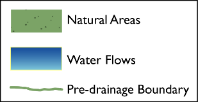 Natural Areas
Water Flows
Pre-drainage Boundary